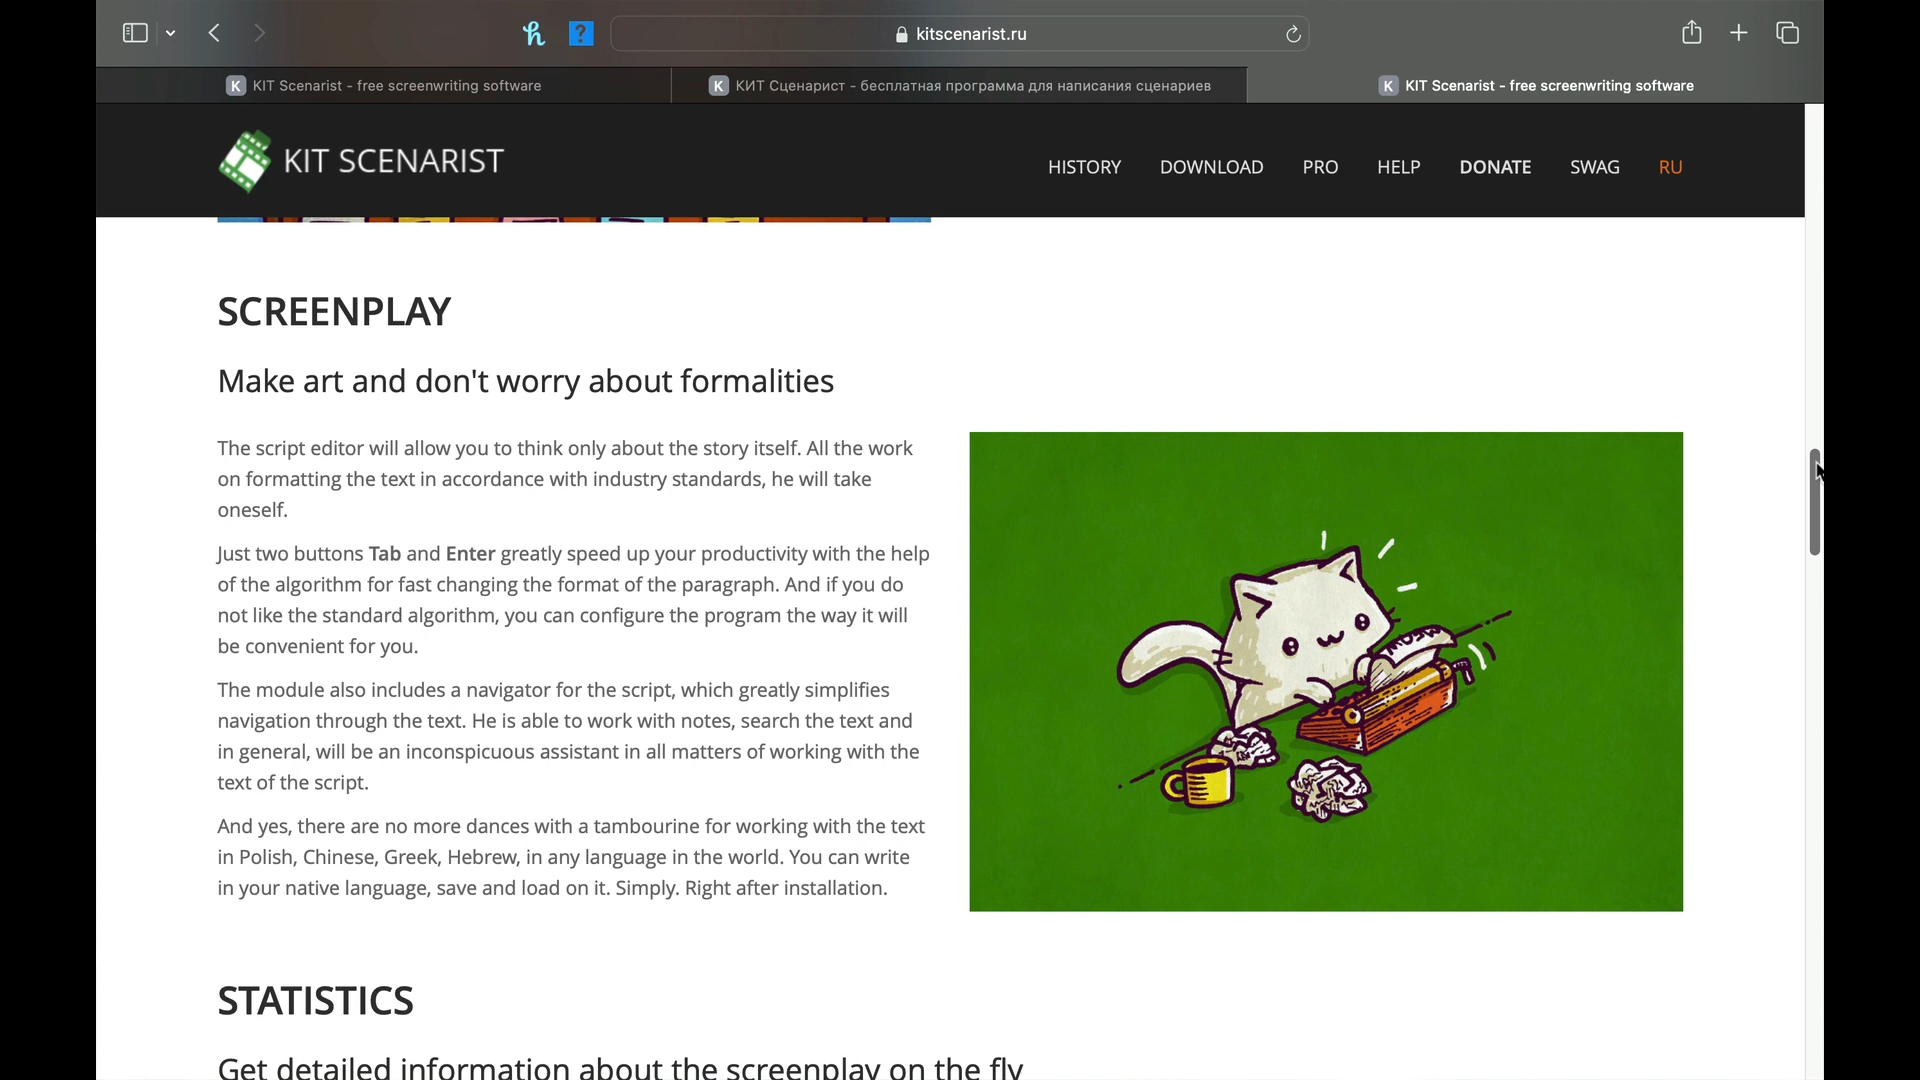 kitscenarist.ru
K KIT Scenarist - free screenwriting software
K КИТ Сценарист - бесплатная программа для написания сценариев
K KIT Scenarist - free screenwriting software
KIT SCENARIST
HISTORY DOWNLOAD PRO HELP DONATE SWAG RU
SCREENPLAY
Make art and don't worry about formalities
The script editor will allow you to think only about the story itself. All the work
on formatting the text in accordance with industry standards, he will take
oneself.
Just two buttons Tab and Enter greatly speed up your productivity with the help
of the algorithm for fast changing the format of the paragraph. And if you do
not like the standard algorithm, you can configure the program the way it will
be convenient for you.
The module also includes a navigator for the script, which greatly simplifies
navigation through the text. He is able to work with notes, search the text and
in general, will be an inconspicuous assistant in all matters of working with the
text of the script.
And yes, there are no more dances with a tambourine for working with the text
in Polish, Chinese, Greek, Hebrew, in any language in the world. You can write
in your native language, save and load on it. Simply. Right after installation.
STATISTICS
Get detailed information about the screenplay on the fly